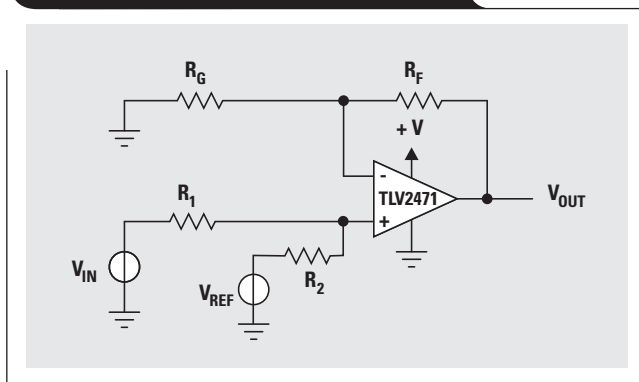 R_G R_F
+ V
-
TLV2471
+
V_OUT
R_1
V_IN
V_REF
R_2